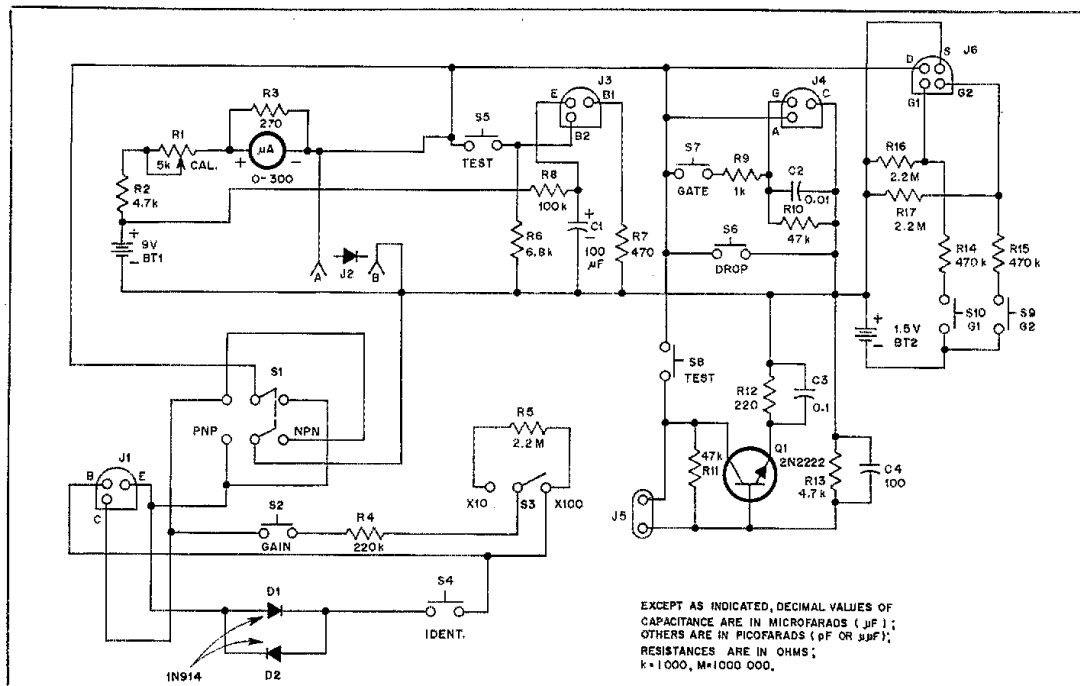 S
D
J6
G1
G2
J3
E
B1
B2
J4
G
C
A
R3
270
R1
5k
CAL.
+
μA
-
0-300
S5
TEST
S7
GATE
R9
1k
C2
0.01
R10
47k
R16
2.2M
R17
2.2M
R2
4.7k
R8
100k
+
C1
-
100
μF
+
9V
BT1
-
R6
6.8k
R7
470
S6
DROP
R14
470k
R15
470k
A
J2
B
S10
G1
S9
G2
+
1.5V
BT2
-
S1
PNP
NPN
S8
TEST
R12
220
C3
0.1
R5
2.2M
J1
B
E
C
X10
S3
X100
47k
R11
Q1
2N2222
R13
4.7k
C4
100
S2
GAIN
R4
220k
J5
D1
S4
IDENT.
1N914
D2
EXCEPT AS INDICATED, DECIMAL VALUES OF
CAPACITANCE ARE IN MICROFARADS (μF);
OTHERS ARE IN PICOFARADS (pF OR μμF);
RESISTANCES ARE IN OHMS;
k=1000, M=1000 000.